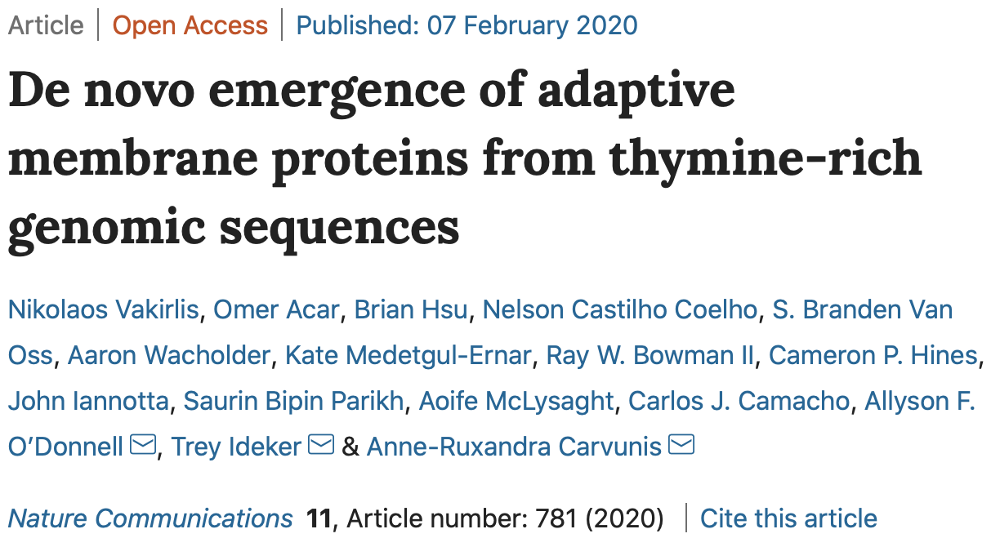 Article | Open Access | Published: 07 February 2020
De novo emergence of adaptive
membrane proteins from thymine-rich
genomic sequences
Nikolaos Vakirlis, Omer Acar, Brian Hsu, Nelson Castilho Coelho, S. Branden Van
Oss, Aaron Wacholder, Kate Medetgul-Ernar, Ray W. Bowman II, Cameron P. Hines,
John Iannotta, Saurin Bipin Parikh, Aoife McLysaght, Carlos J. Camacho, Allyson F.
O’Donnell, Trey Ideker & Anne-Ruxandra Carvunis
Nature Communications 11, Article number: 781 (2020) | Cite this article